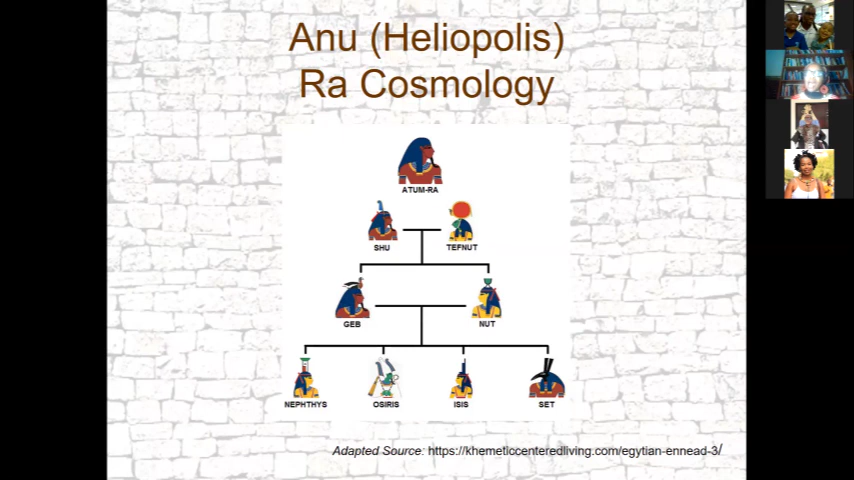 Anu (Heliopolis)
Ra Cosmology
ATUM-RA
SHU
TEFNUT
GEB
NUT
NEPHTHYS
OSIRIS
ISIS
SET
Adapted Source: https://khemeticcenteredliving.com/egytian-ennead-3/